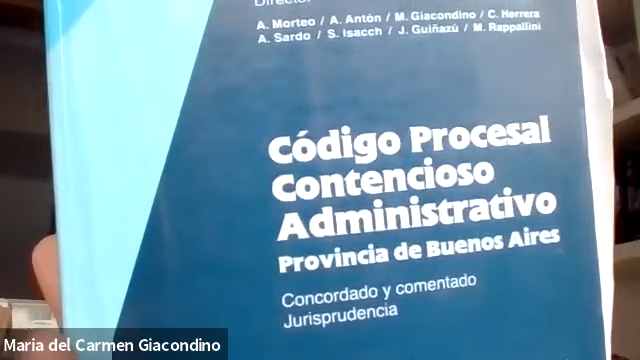 Director
A. Morteo / A. Antón / M. Giacondino / C. Herrera
A. Sardo / S. Isacch / J. Guiñazú / M. Rappallini
Código Procesal
Contencioso
Administrativo
Provincia de Buenos Aires
Concordado y comentado
Jurisprudencia
Maria del Carmen Giacondino